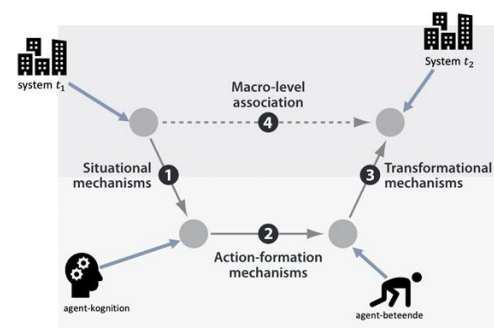 system t₁
System t₂
Macro-level
association
4
Situational
mechanisms
1
3
Transformational
mechanisms
2
Action-formation
mechanisms
agent-kognition
agent-beteende